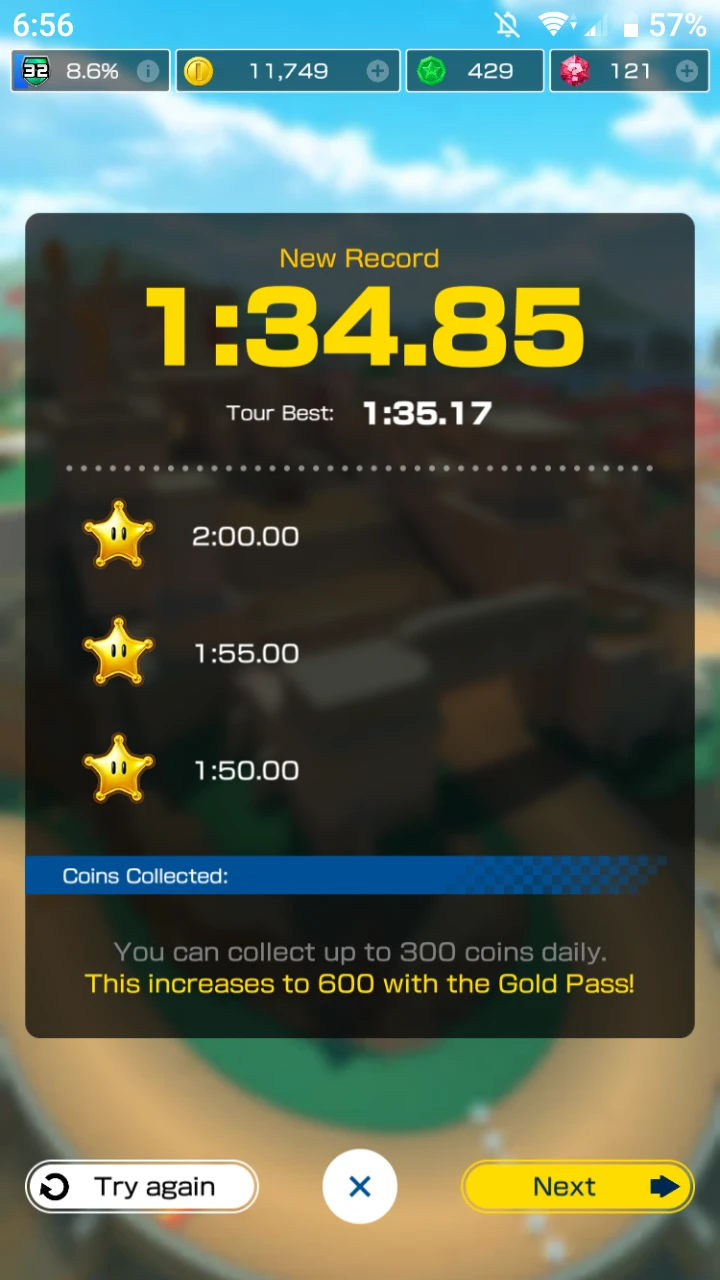 6:56 57%
32 8.6% i 11,749 + 429 121 +
New Record
1:34.85
Tour Best: 1:35.17
2:00.00
1:55.00
1:50.00
Coins Collected:
You can collect up to 300 coins daily.
This increases to 600 with the Gold Pass!
Try again × Next